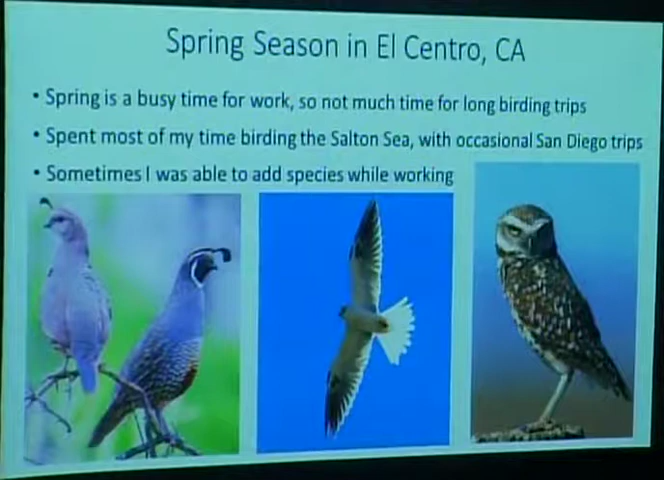 Spring Season in El Centro, CA
• Spring is a busy time for work, so not much time for long birding trips
• Spent most of my time birding the Salton Sea, with occasional San Diego trips
• Sometimes I was able to add species while working